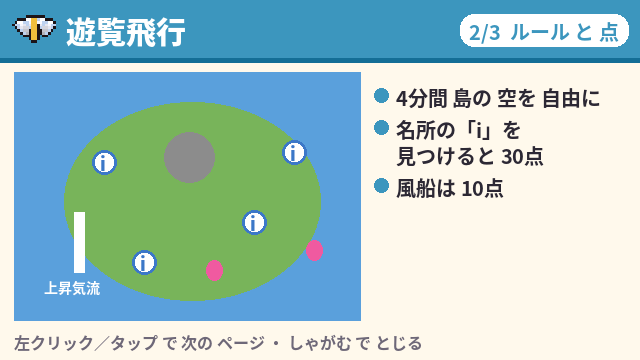 遊覧飛行
2/3 ルール と 点
i
i
i
i
上昇気流
4分間 島の 空を 自由に
名所の「i」を
見つけると 30点
風船は 10点
左クリック／タップ で 次の ページ ・ しゃがむ で とじる